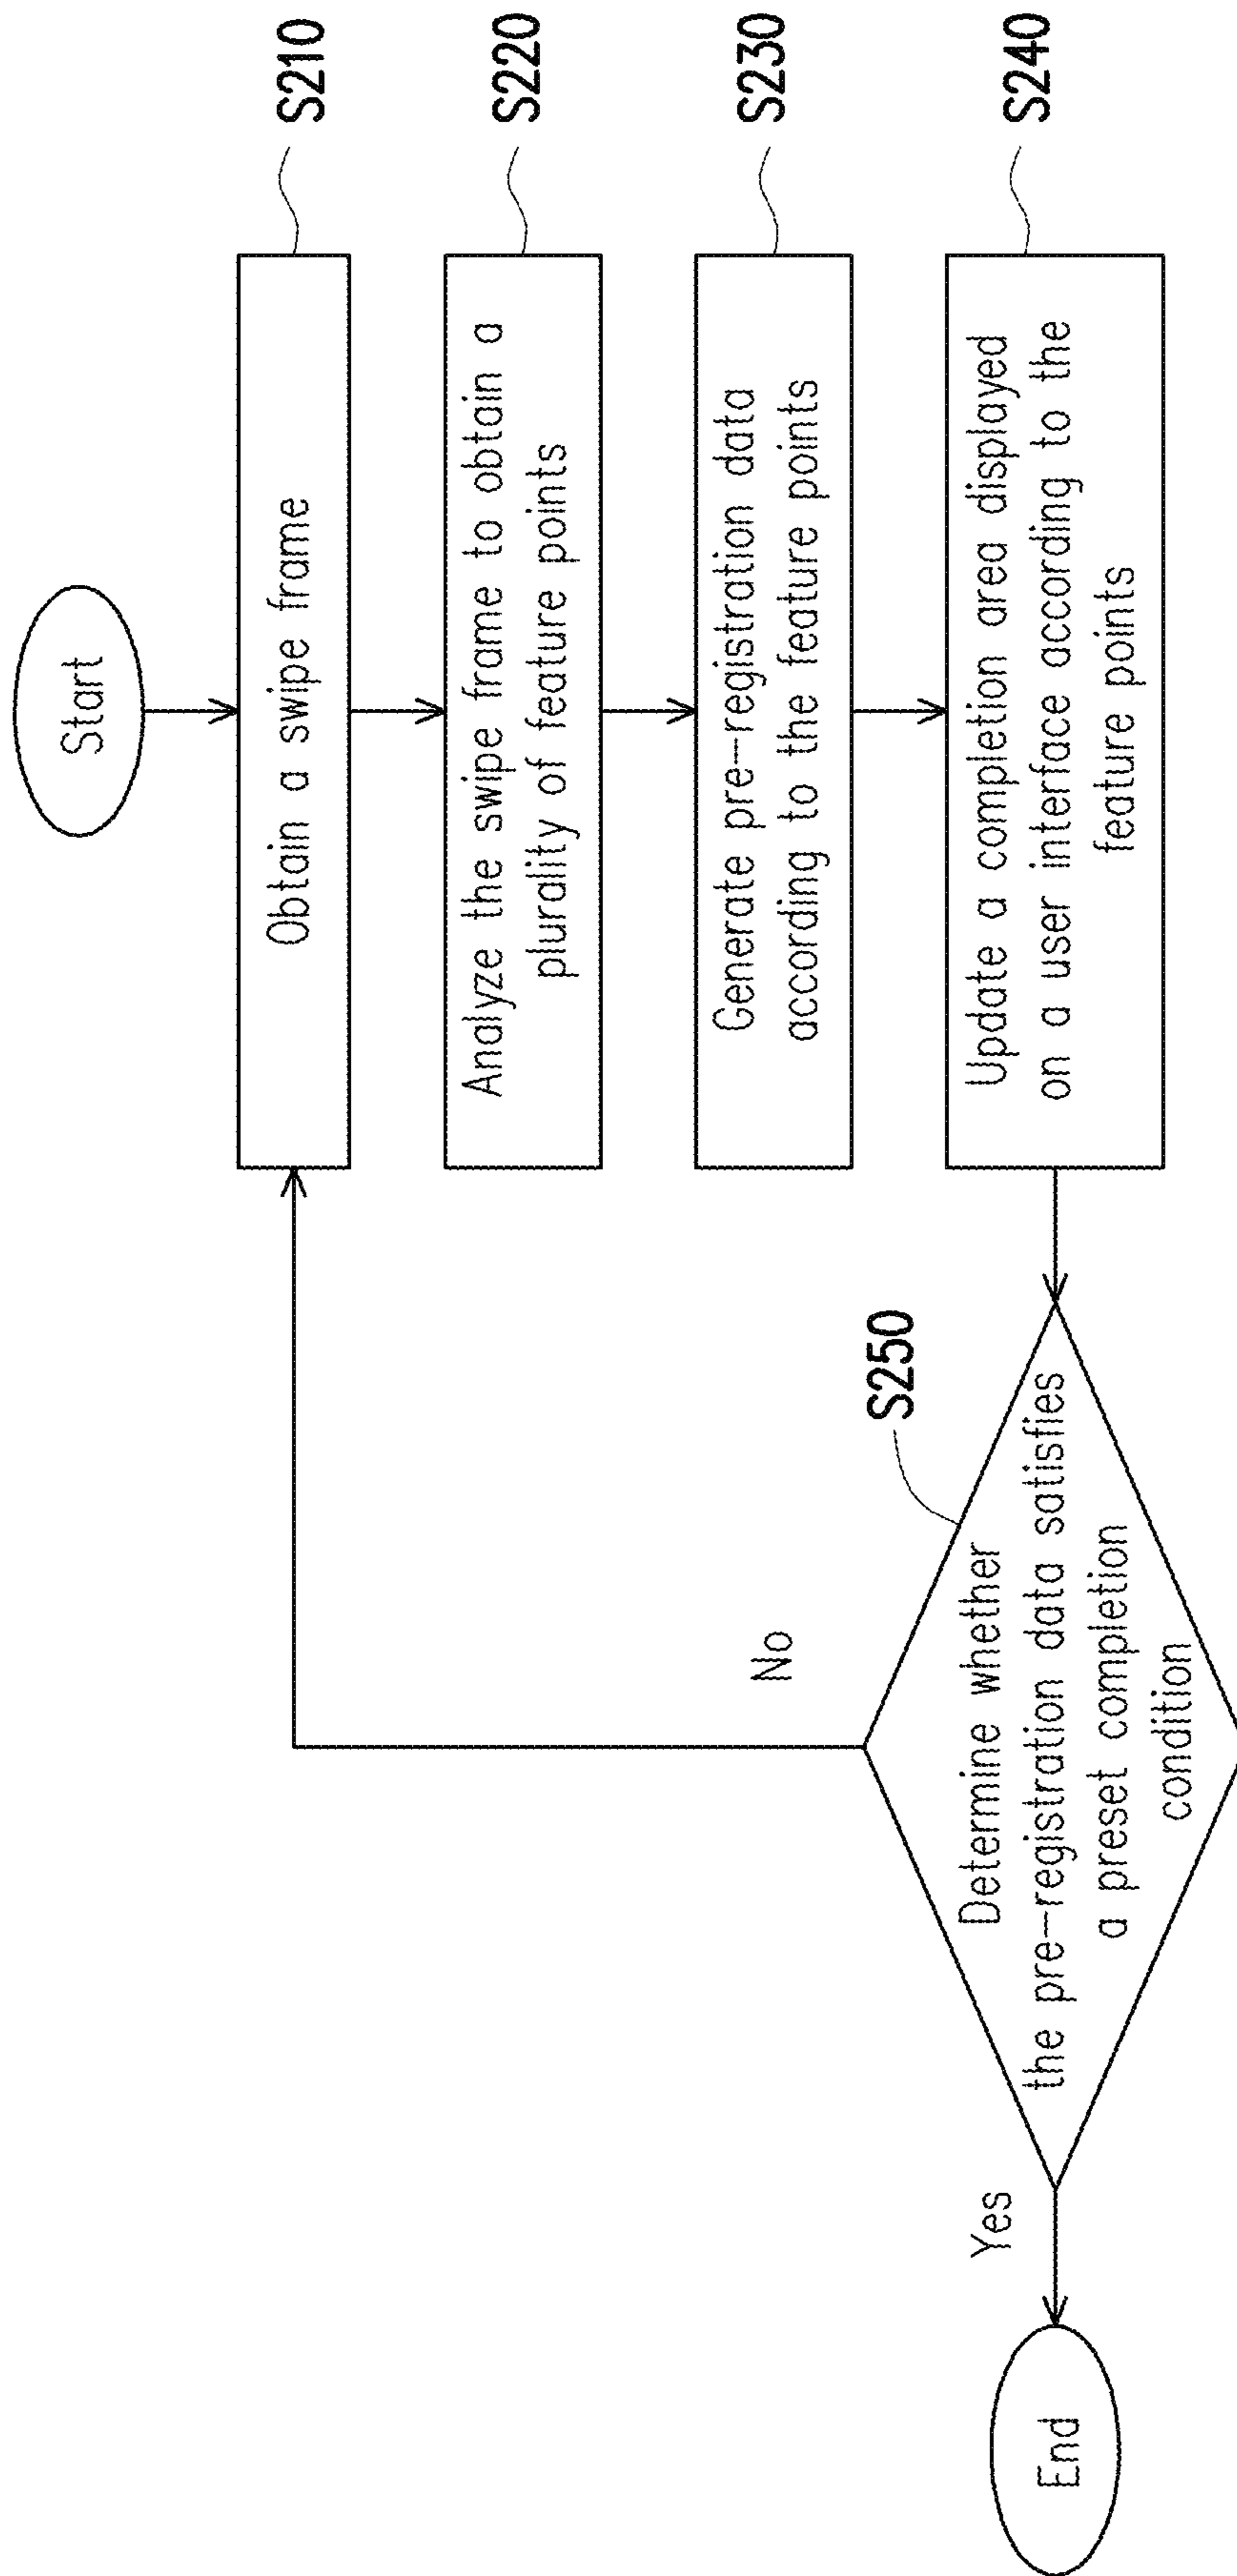 Start
Obtain a swipe frame
S210
Analyze the swipe frame to obtain a
plurality of feature points
S220
Generate pre-registration data
according to the feature points
S230
Update a completion area displayed
on a user interface according to the
feature points
S240
S250
Determine whether
the pre-registration data satisfies
a preset completion
condition
No
Yes
End